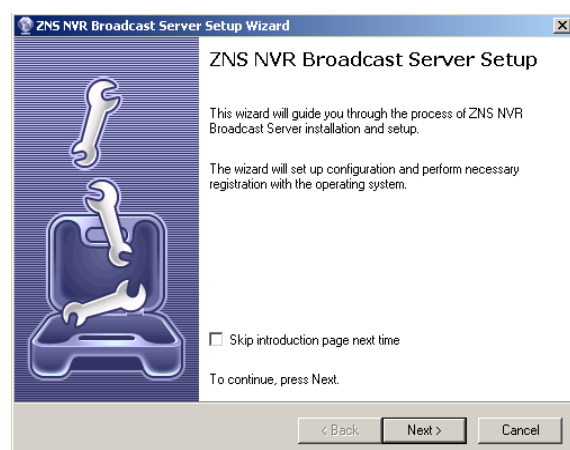 ZNS NVR Broadcast Server Setup Wizard
ZNS NVR Broadcast Server Setup
This wizard will guide you through the process of ZNS NVR
Broadcast Server installation and setup.
The wizard will set up configuration and perform necessary
registration with the operating system.
Skip introduction page next time
To continue, press Next.
< Back
Next >
Cancel